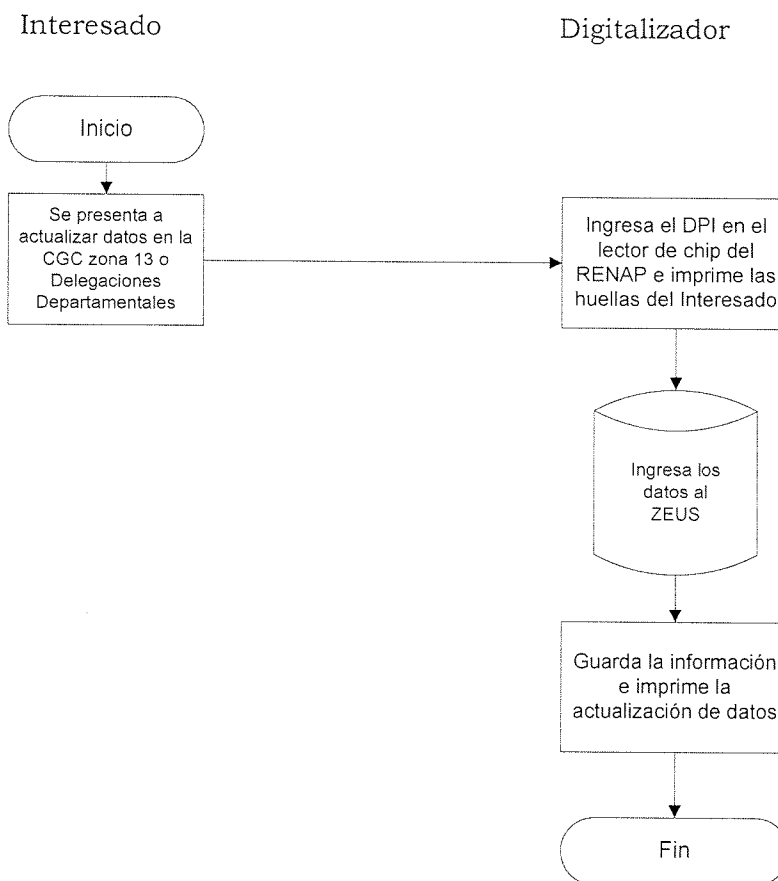 Interesado
Digitalizador
Inicio
Se presenta a
actualizar datos en la
CGC zona 13 o
Delegaciones
Departamentales
Ingresa el DPI en el
lector de chip del
RENAP e imprime las
huellas del Interesado
Ingresa los
datos al
ZEUS
Guarda la información
e imprime la
actualización de datos
Fin